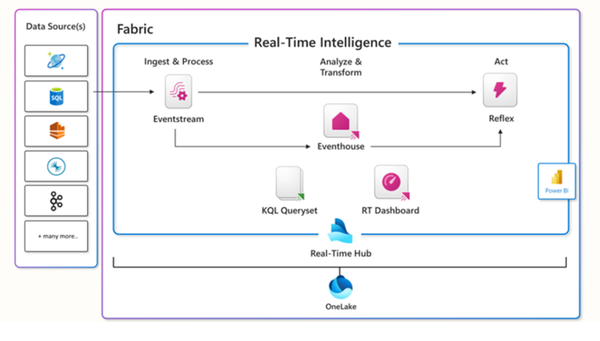 Data Source(s)
SQL
+ many more..
Fabric
Real-Time Intelligence
Ingest & Process
Analyze &
Transform
Act
Eventstream
Reflex
Eventhouse
KQL Queryset
RT Dashboard
Power BI
Real-Time Hub
OneLake